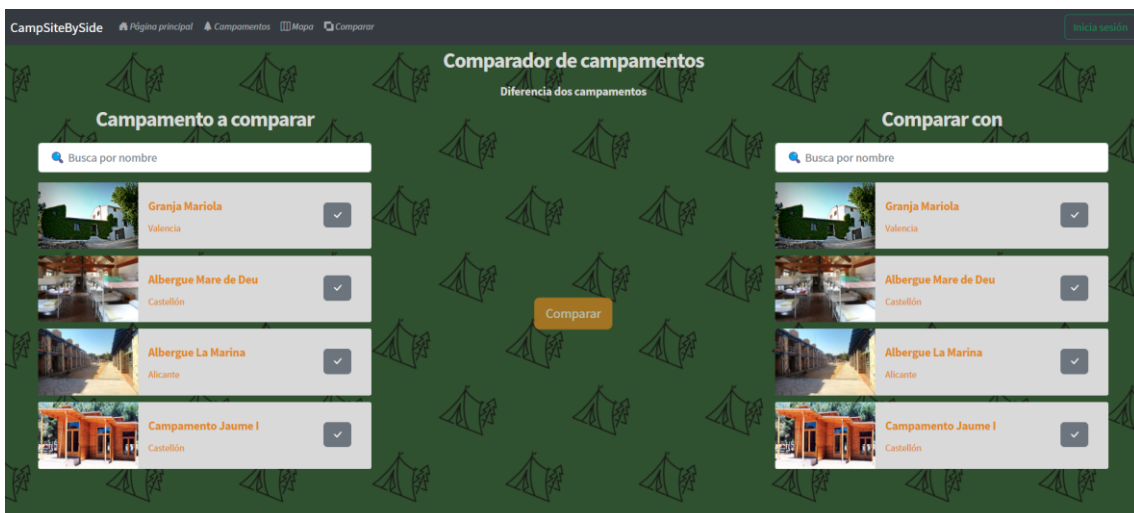 CampSiteBySide Página principal Campamentos Mapa Comparar Inicia sesión
Comparador de campamentos
Diferencia dos campamentos
Campamento a comparar
Busca por nombre
Granja Mariola
Valencia
Albergue Mare de Deu
Castellón
Albergue La Marina
Alicante
Campamento Jaume I
Castellón
Comparar
Comparar con
Busca por nombre
Granja Mariola
Valencia
Albergue Mare de Deu
Castellón
Albergue La Marina
Alicante
Campamento Jaume I
Castellón